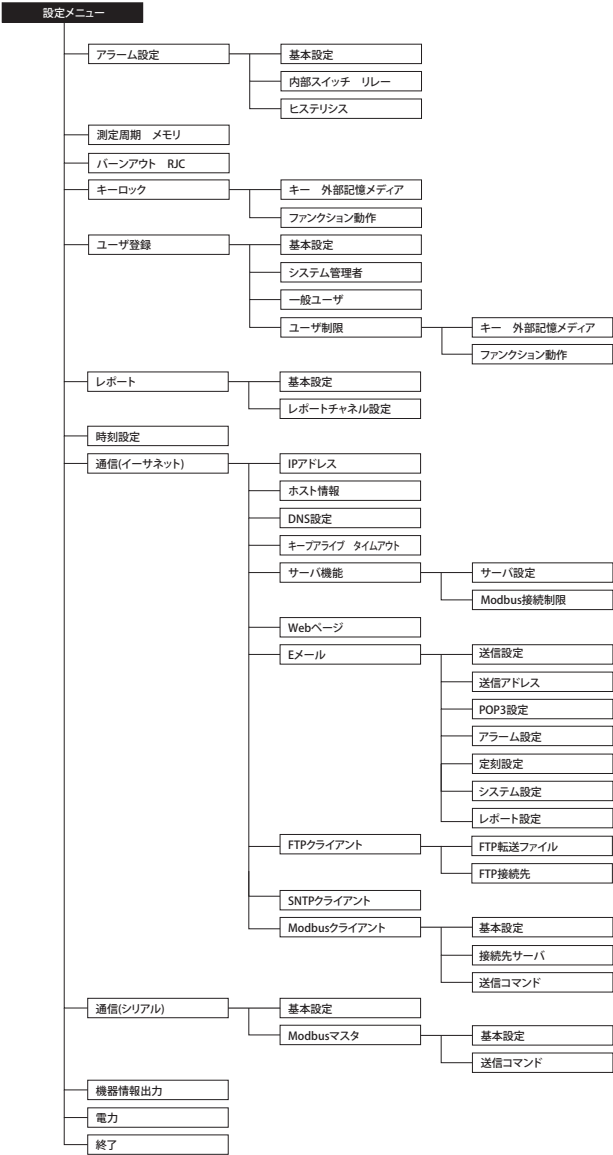 設定メニュー
アラーム設定
基本設定
内部スイッチ　リレー
ヒステリシス
測定周期　メモリ
バーンアウト　RJC
キーロック
キー　外部記憶メディア
ファンクション動作
ユーザ登録
基本設定
システム管理者
一般ユーザ
ユーザ制限
キー　外部記憶メディア
ファンクション動作
レポート
基本設定
レポートチャネル設定
時刻設定
通信(イーサネット)
IPアドレス
ホスト情報
DNS設定
キープアライブ　タイムアウト
サーバ機能
サーバ設定
Modbus接続制限
Webページ
Eメール
送信設定
送信アドレス
POP3設定
アラーム設定
定刻設定
システム設定
レポート設定
FTPクライアント
FTP転送ファイル
FTP接続先
SNTPクライアント
Modbusクライアント
基本設定
接続先サーバ
送信コマンド
通信(シリアル)
基本設定
Modbusマスタ
基本設定
送信コマンド
機器情報出力
電力
終了